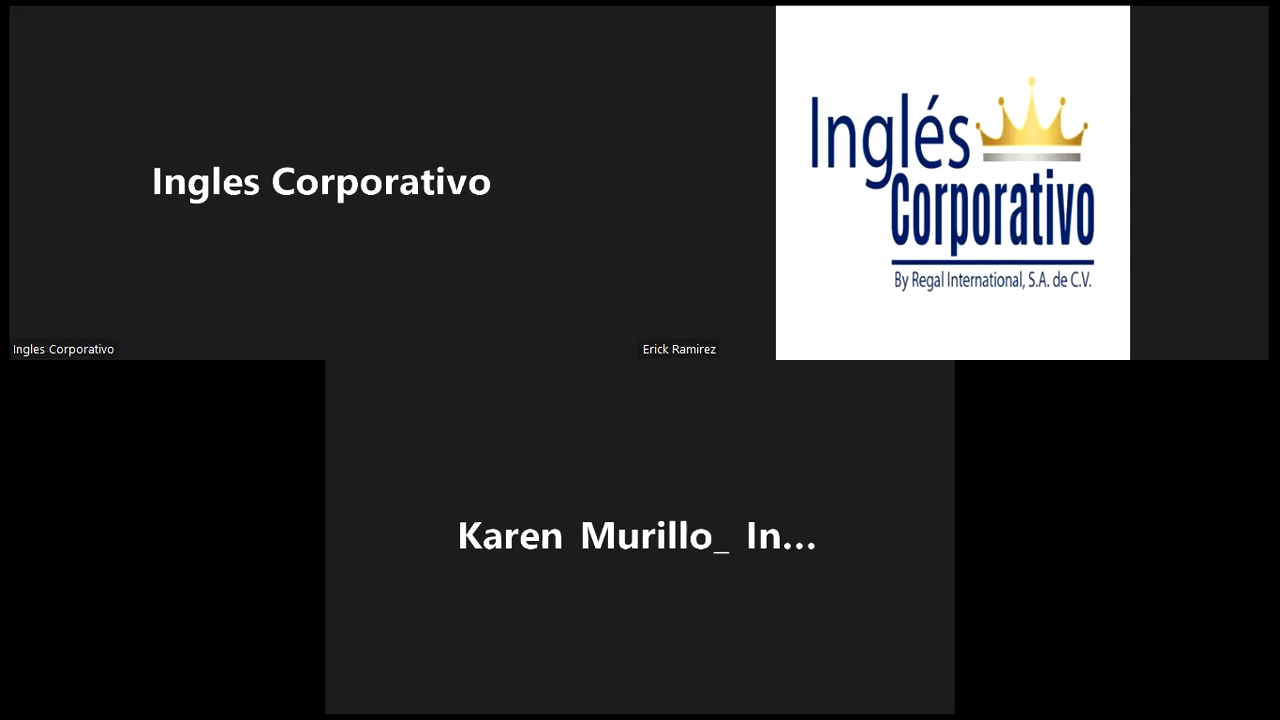 Ingles Corporativo
Ingles Corporativo
Inglés
Corporativo
By Regal International, S.A. de C.V.
Erick Ramirez
Karen Murillo_ In...